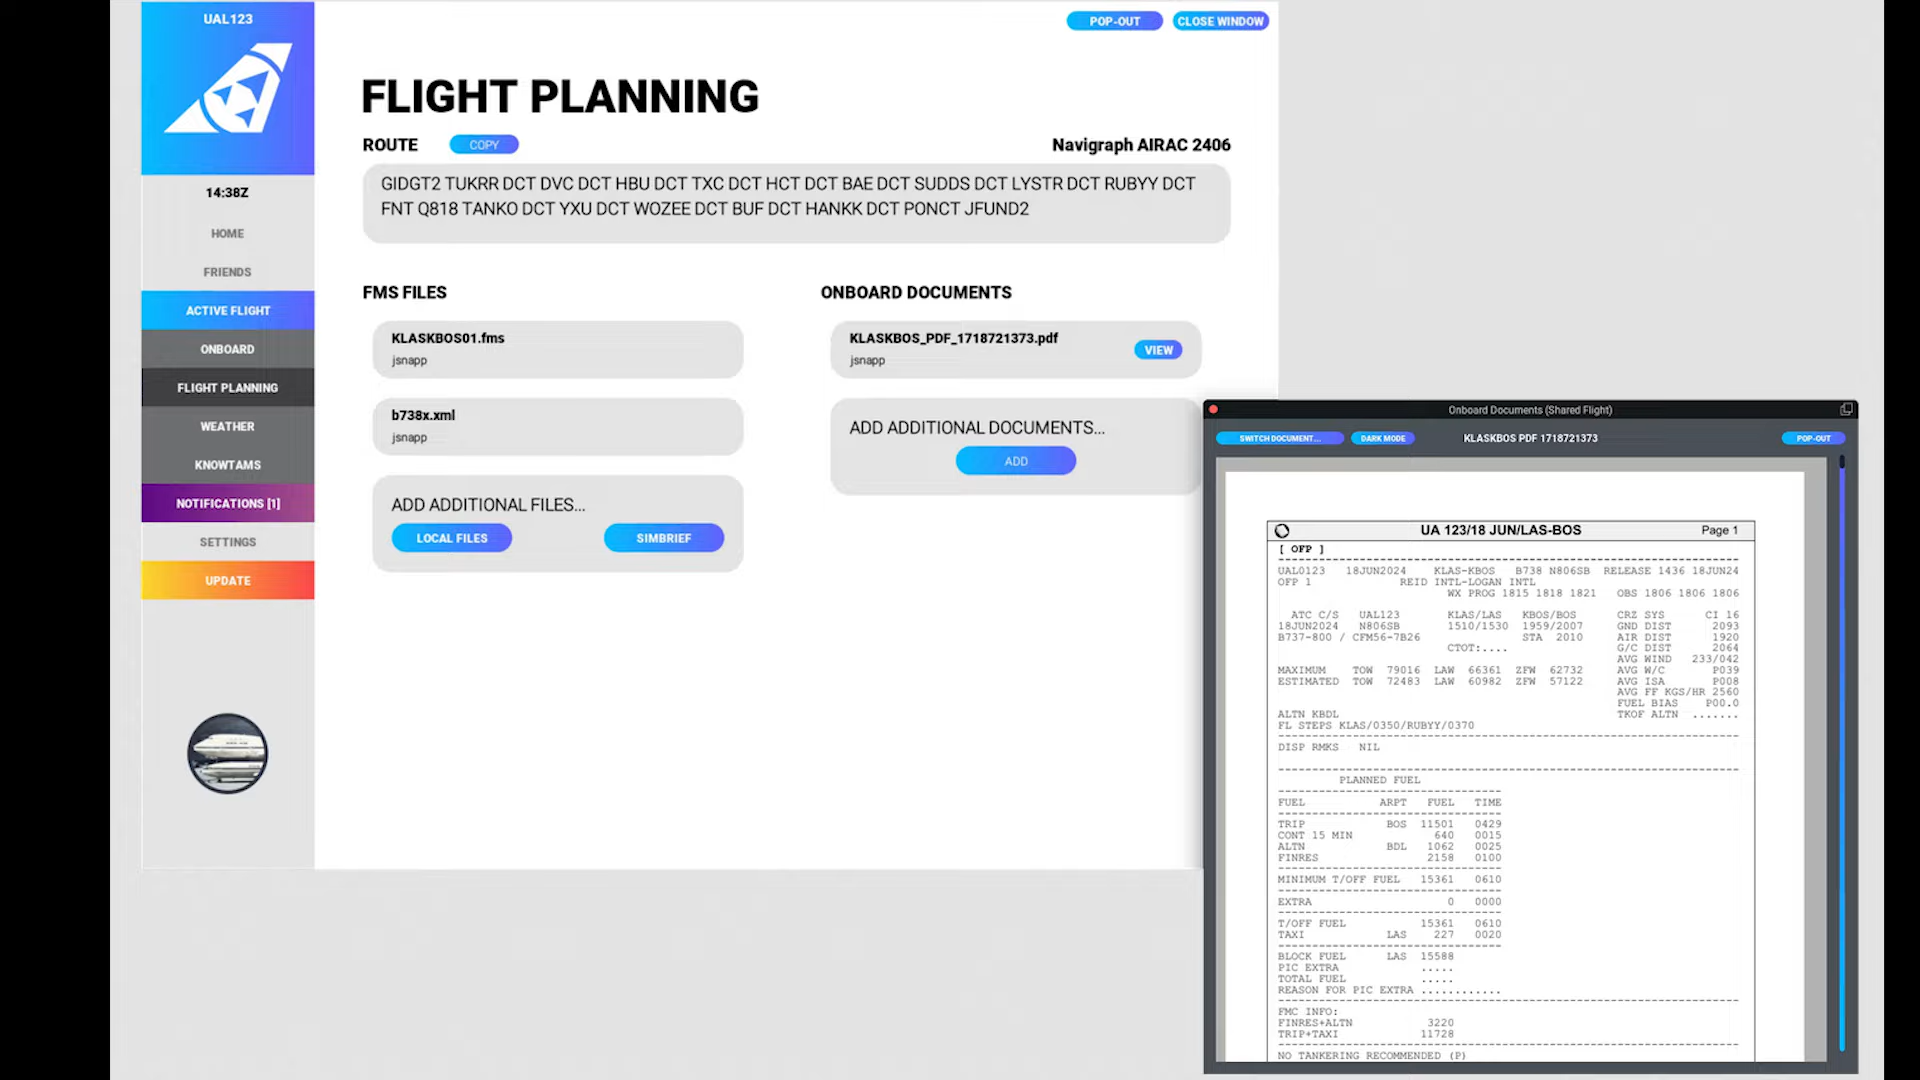 UAL123
14:38Z
HOME
FRIENDS
ACTIVE FLIGHT
ONBOARD
FLIGHT PLANNING
WEATHER
KNOWTAMS
NOTIFICATIONS [1]
SETTINGS
UPDATE
POP-OUT
CLOSE WINDOW
FLIGHT PLANNING
ROUTE
COPY
Navigraph AIRAC 2406
GIDGT2 TUKRR DCT DVC DCT HBU DCT TXC DCT HCT DCT BAE DCT SUDDS DCT LYSTR DCT RUBYY DCT
FNT Q818 TANKO DCT YXU DCT WOZEE DCT BUF DCT HANKK DCT PONCT JFUND2
FMS FILES
KLASKBOS01.fms
jsnapp
b738x.xml
jsnapp
ADD ADDITIONAL FILES...
LOCAL FILES
SIMBRIEF
ONBOARD DOCUMENTS
KLASKBOS_PDF_1718721373.pdf
jsnapp
VIEW
ADD ADDITIONAL DOCUMENTS...
ADD
Onboard Documents (Shared Flight)
SWITCH DOCUMENT...
DARK MODE
KLASKBOS PDF 1718721373
POP-OUT
UA 123/18 JUN/LAS-BOS Page 1
[ OFP ]
UAL0123 18JUN2024 KLAS-KBOS B738 N806SB RELEASE 1436 18JUN24
OFP 1 REID INTL-LOGAN INTL
WX PROG 1815 1818 1821 OBS 1806 1806 1806
ATC C/S UAL123 KLAS/LAS KBOS/BOS CRZ SYS CI 16
18JUN2024 N806SB 1510/1530 1959/2007 GND DIST 2093
B737-800 / CFM56-7B26 STA 2010 AIR DIST 1920
CTOT:.... G/C DIST 2064
AVG WIND 233/042
MAXIMUM TOW 79016 LAW 66361 ZFW 62732 AVG W/C P039
ESTIMATED TOW 72483 LAW 60982 ZFW 57122 AVG ISA P008
AVG FF KGS/HR 2560
FUEL BIAS P00.0
ALTN KBDL TKOF ALTN .......
FL STEPS KLAS/0350/RUBYY/0370
DISP RMKS NIL
PLANNED FUEL
FUEL ARPT FUEL TIME
TRIP BOS 11501 0429
CONT 15 MIN 640 0015
ALTN BDL 1062 0025
FINRES 2158 0100
MINIMUM T/OFF FUEL 15361 0610
EXTRA 0 0000
T/OFF FUEL 15361 0610
TAXI LAS 227 0020
BLOCK FUEL LAS 15588
PIC EXTRA .....
TOTAL FUEL .....
REASON FOR PIC EXTRA ............
FMC INFO:
FINRES+ALTN 3220
TRIP+TAXI 11728
NO TANKERING RECOMMENDED (P)